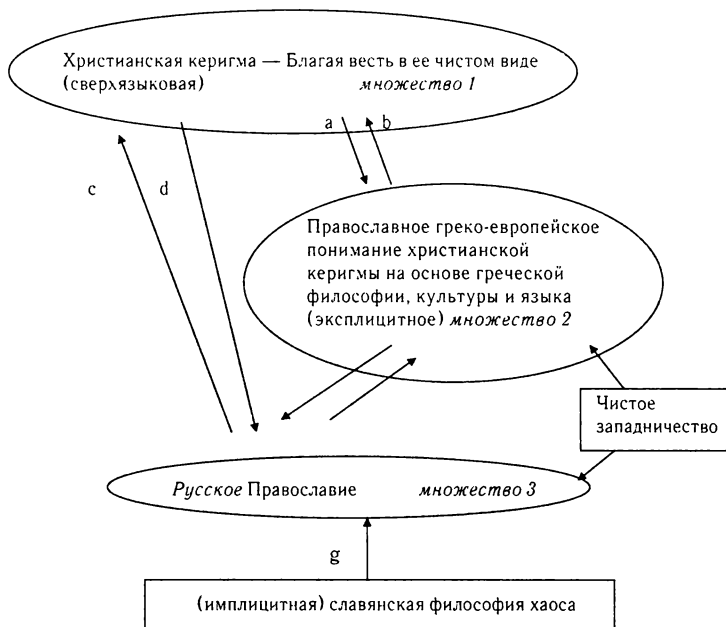 Христианская керигма — Благая весть в ее чистом виде
(сверхязыковая) множество 1
a
b
c
d
Православное греко-европейское
понимание христианской
керигмы на основе греческой
философии, культуры и языка
(эксплицитное) множество 2
Чистое
западничество
Русское Православие множество 3
g
(имплицитная) славянская философия хаоса